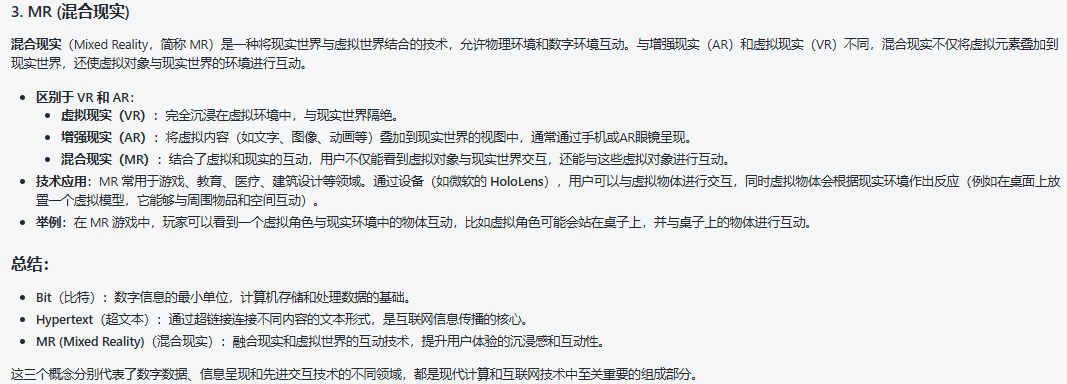 3. MR (混合现实)
混合现实（Mixed Reality，简称 MR）是一种将现实世界与虚拟世界结合的技术，允许物理环境和数字环境互动。与增强现实（AR）和虚拟现实（VR）不同，混合现实不仅将虚拟元素叠加到
现实世界，还使虚拟对象与现实世界的环境进行互动。
• 区别于 VR 和 AR：
• 虚拟现实（VR）：完全沉浸在虚拟环境中，与现实世界隔绝。
• 增强现实（AR）：将虚拟内容（如文字、图像、动画等）叠加到现实世界的视图中，通常通过手机或AR眼镜呈现。
• 混合现实（MR）：结合了虚拟和现实的互动，用户不仅能看到虚拟对象与现实世界交互，还能与这些虚拟对象进行互动。
• 技术应用：MR 常用于游戏、教育、医疗、建筑设计等领域。通过设备（如微软的 HoloLens），用户可以与虚拟物体进行交互，同时虚拟物体会根据现实环境作出反应（例如在桌面上放
置一个虚拟模型，它能够与周围物品和空间互动）。
• 举例：在 MR 游戏中，玩家可以看到一个虚拟角色与现实环境中的物体互动，比如虚拟角色可能会站在桌子上，并与桌子上的物体进行互动。
总结：
• Bit（比特）：数字信息的最小单位，计算机存储和处理数据的基础。
• Hypertext（超文本）：通过超链接连接不同内容的文本形式，是互联网信息传播的核心。
• MR (Mixed Reality)（混合现实）：融合现实和虚拟世界的互动技术，提升用户体验的沉浸感和互动性。
这三个概念分别代表了数字数据、信息呈现和先进交互技术的不同领域，都是现代计算和互联网技术中至关重要的组成部分。